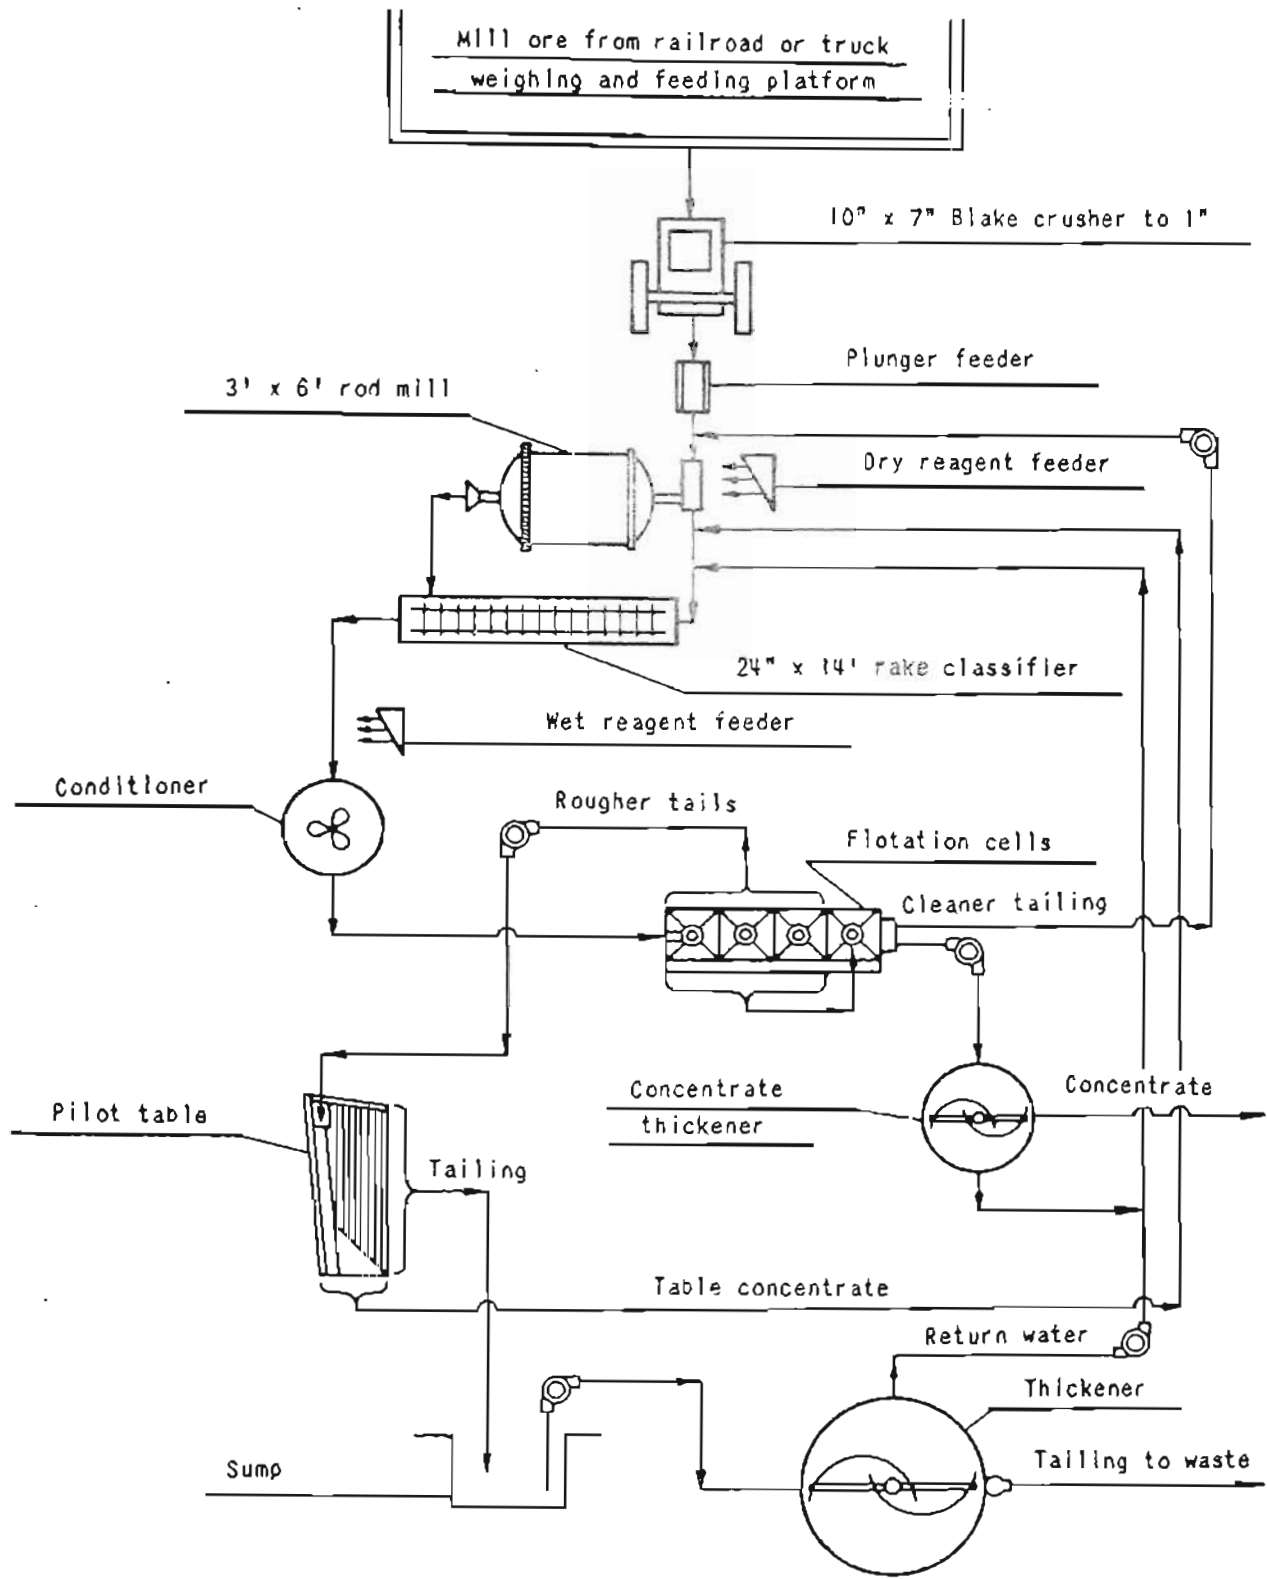 Mill ore from railroad or truck
weighing and feeding platform
10" x 7" Blake crusher to 1"
Plunger feeder
3' x 6' rod mill
Dry reagent feeder
24" x 14' rake classifier
Wet reagent feeder
Conditioner
Rougher tails
Flotation cells
Cleaner tailing
Concentrate
thickener
Concentrate
Pilot table
Tailing
Table concentrate
Return water
Thickener
Tailing to waste
Sump